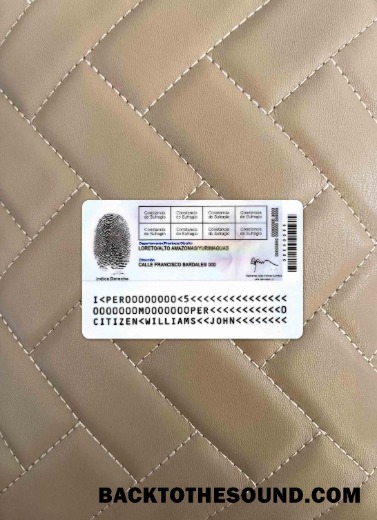 Constancia de Sufragio Constancia de Sufragio Constancia de Sufragio Constancia de Sufragio
Constancia de Sufragio Constancia de Sufragio Constancia de Sufragio Constancia de Sufragio
Departamento/Provincia/Distrito
LORETO/ALTO AMAZONAS/YURIMAGUAS
Dirección
CALLE FRANCISCO BARDALES 000
Indice Derecho
I<PER00000000<5<<<<<<<<<<<<<<<
0000000M0000000PER<<<<<<<<<<<0
CITIZEN<WILLIAMS<<JOHN<<<<<<<<
BACKTOTHESOUND.COM